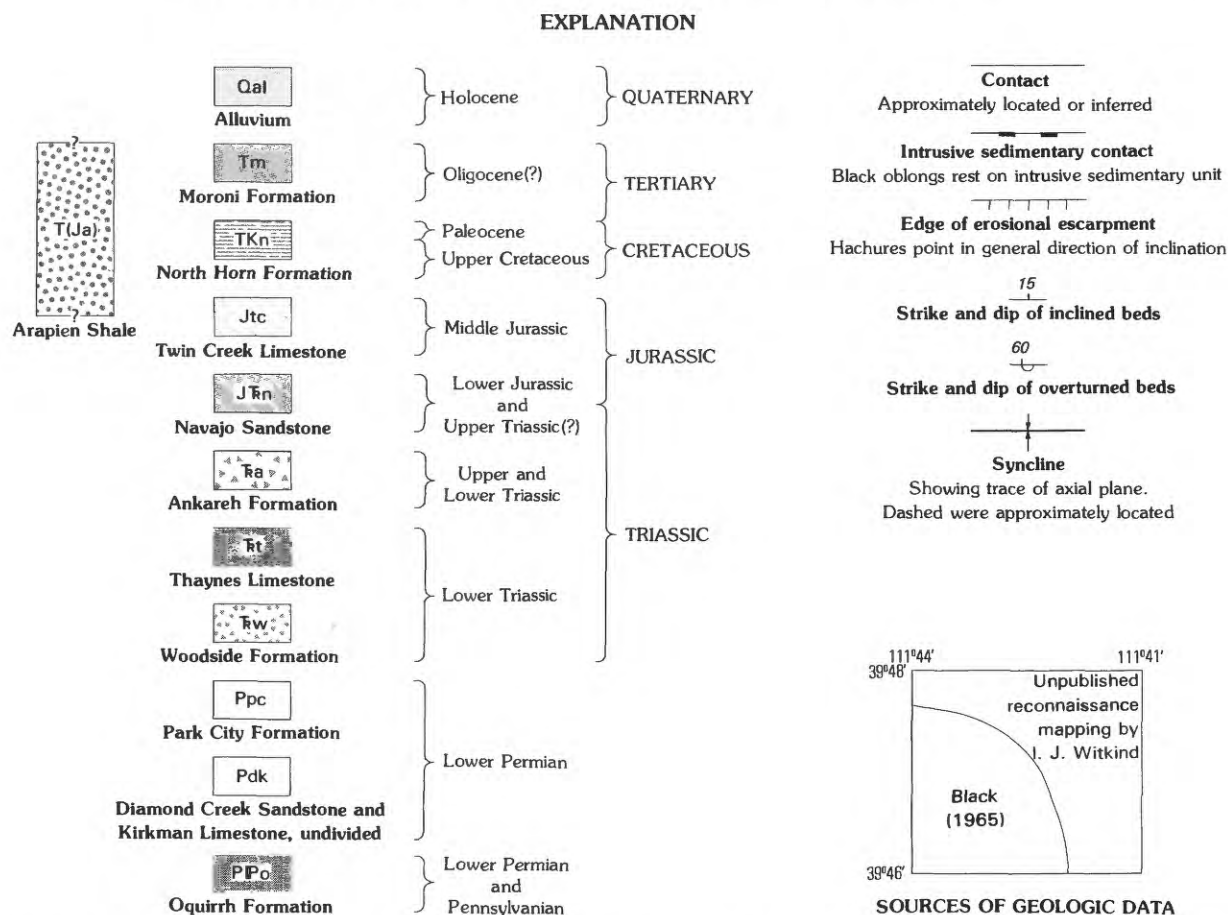 EXPLANATION
Qal
Alluvium
Holocene
QUATERNARY
?
T(Ja)
?
Arapien Shale
Tm
Moroni Formation
Oligocene(?)
TERTIARY
TKn
North Horn Formation
Paleocene
Upper Cretaceous
CRETACEOUS
Jtc
Twin Creek Limestone
Middle Jurassic
JURASSIC
JTRn
Navajo Sandstone
Lower Jurassic
and
Upper Triassic(?)
TRa
Ankareh Formation
Upper and
Lower Triassic
TRt
Thaynes Limestone
Lower Triassic
TRIASSIC
TRw
Woodside Formation
Ppc
Park City Formation
Lower Permian
Pdk
Diamond Creek Sandstone and
Kirkman Limestone, undivided
PIPo
Oquirrh Formation
Lower Permian
and
Pennsylvanian
Contact
Approximately located or inferred
Intrusive sedimentary contact
Black oblongs rest on intrusive sedimentary unit
Edge of erosional escarpment
Hachures point in general direction of inclination
15
Strike and dip of inclined beds
60
Strike and dip of overturned beds
Syncline
Showing trace of axial plane.
Dashed were approximately located
111°44'
111°41'
39°48'
Unpublished
reconnaissance
mapping by
I. J. Witkind
Black
(1965)
39°46'
SOURCES OF GEOLOGIC DATA